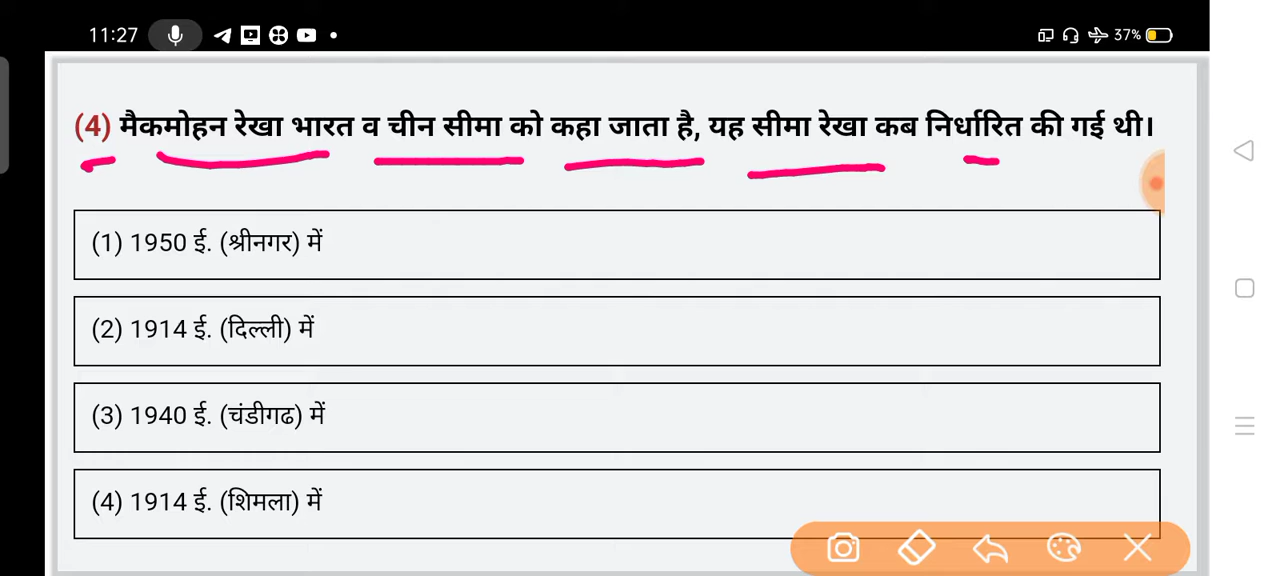 11:27
37%
(4) मैकमोहन रेखा भारत व चीन सीमा को कहा जाता है, यह सीमा रेखा कब निर्धारित की गई थी।
(1) 1950 ई. (श्रीनगर) में
(2) 1914 ई. (दिल्ली) में
(3) 1940 ई. (चंडीगढ) में
(4) 1914 ई. (शिमला) में